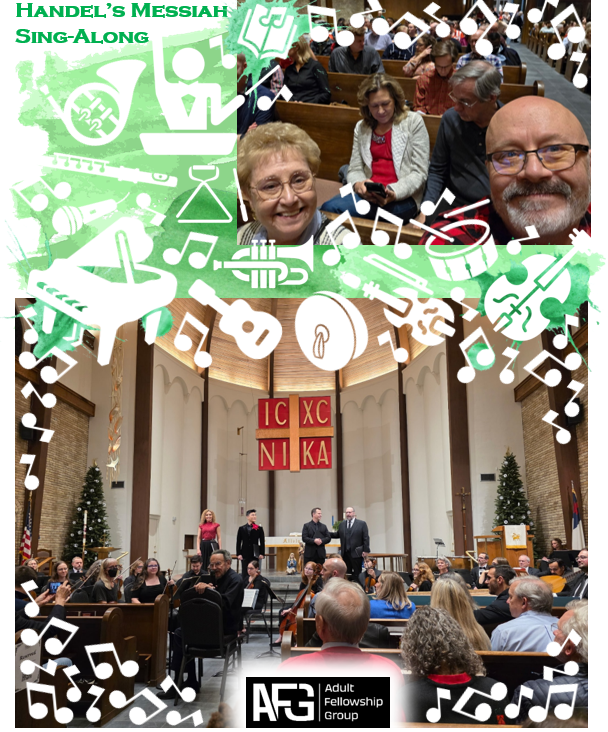 Handel's Messiah
Sing-Along
IC XC
NI KA
AFG
Adult
Fellowship
Group